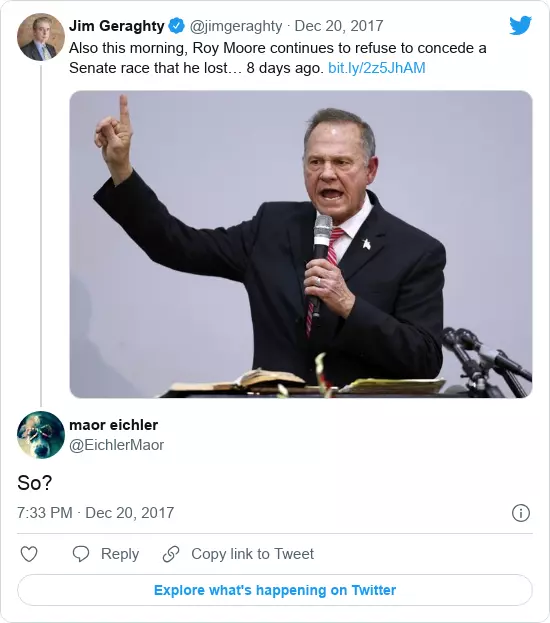 Jim Geraghty @jimgeraghty · Dec 20, 2017
Also this morning, Roy Moore continues to refuse to concede a
Senate race that he lost… 8 days ago. bit.ly/2z5JhAM
maor eichler
@EichlerMaor
So?
7:33 PM · Dec 20, 2017
Reply Copy link to Tweet
Explore what's happening on Twitter